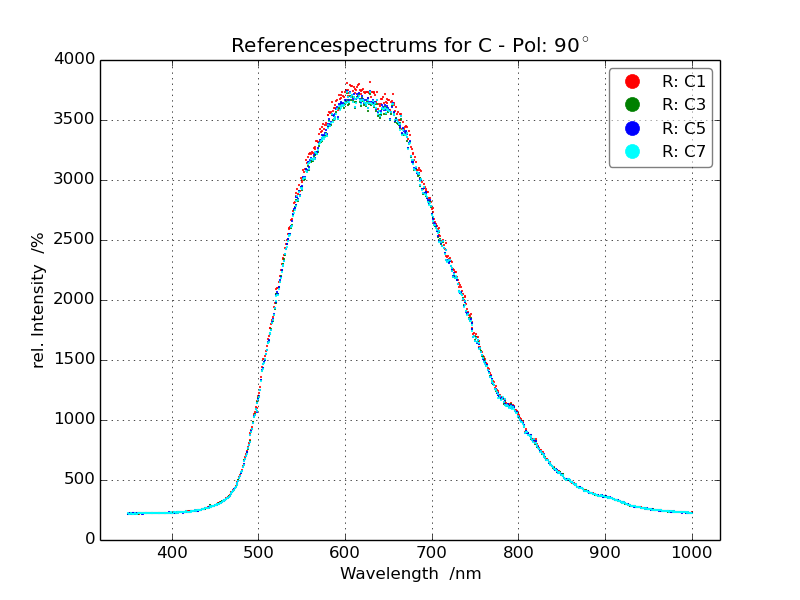 Referencespectrums for C - Pol: 90°
4000
3500
3000
2500
2000
1500
1000
500
0
rel. Intensity /%
R: C1
R: C3
R: C5
R: C7
400 500 600 700 800 900 1000
Wavelength /nm